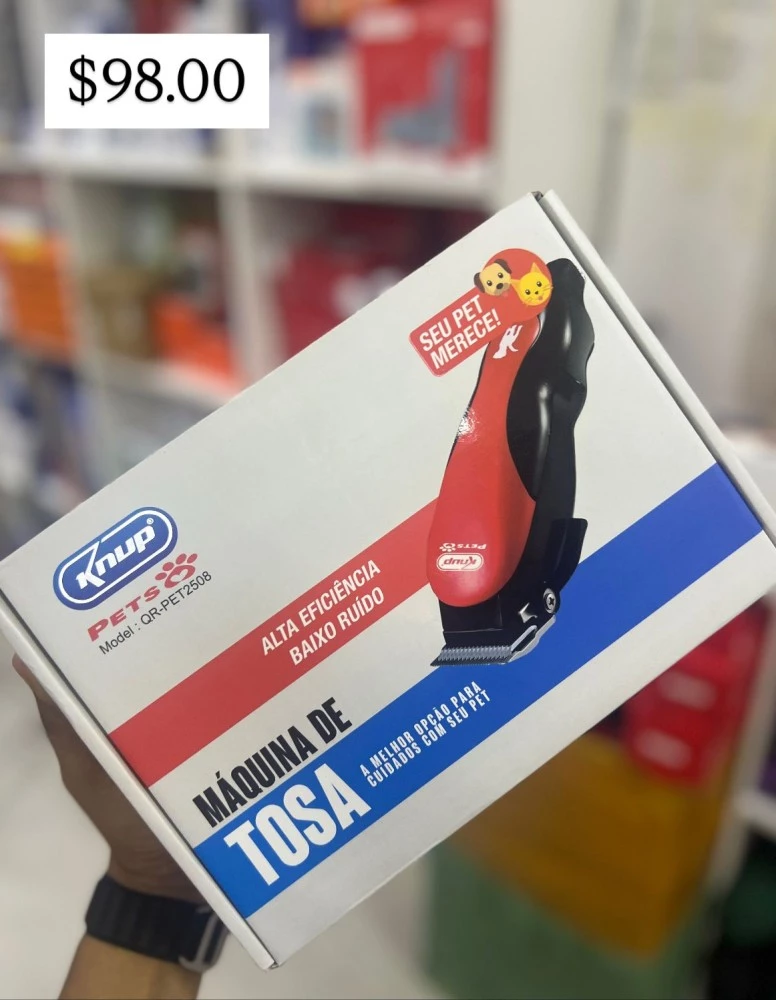 $98.00
SEU PET
MERECE!
Knup
PETS
Model : QR-PET2508
ALTA EFICIÊNCIA
BAIXO RUÍDO
Knup
PETS
MÁQUINA DE
TOSA
A MELHOR OPÇÃO PARA
CUIDADOS COM SEU PET